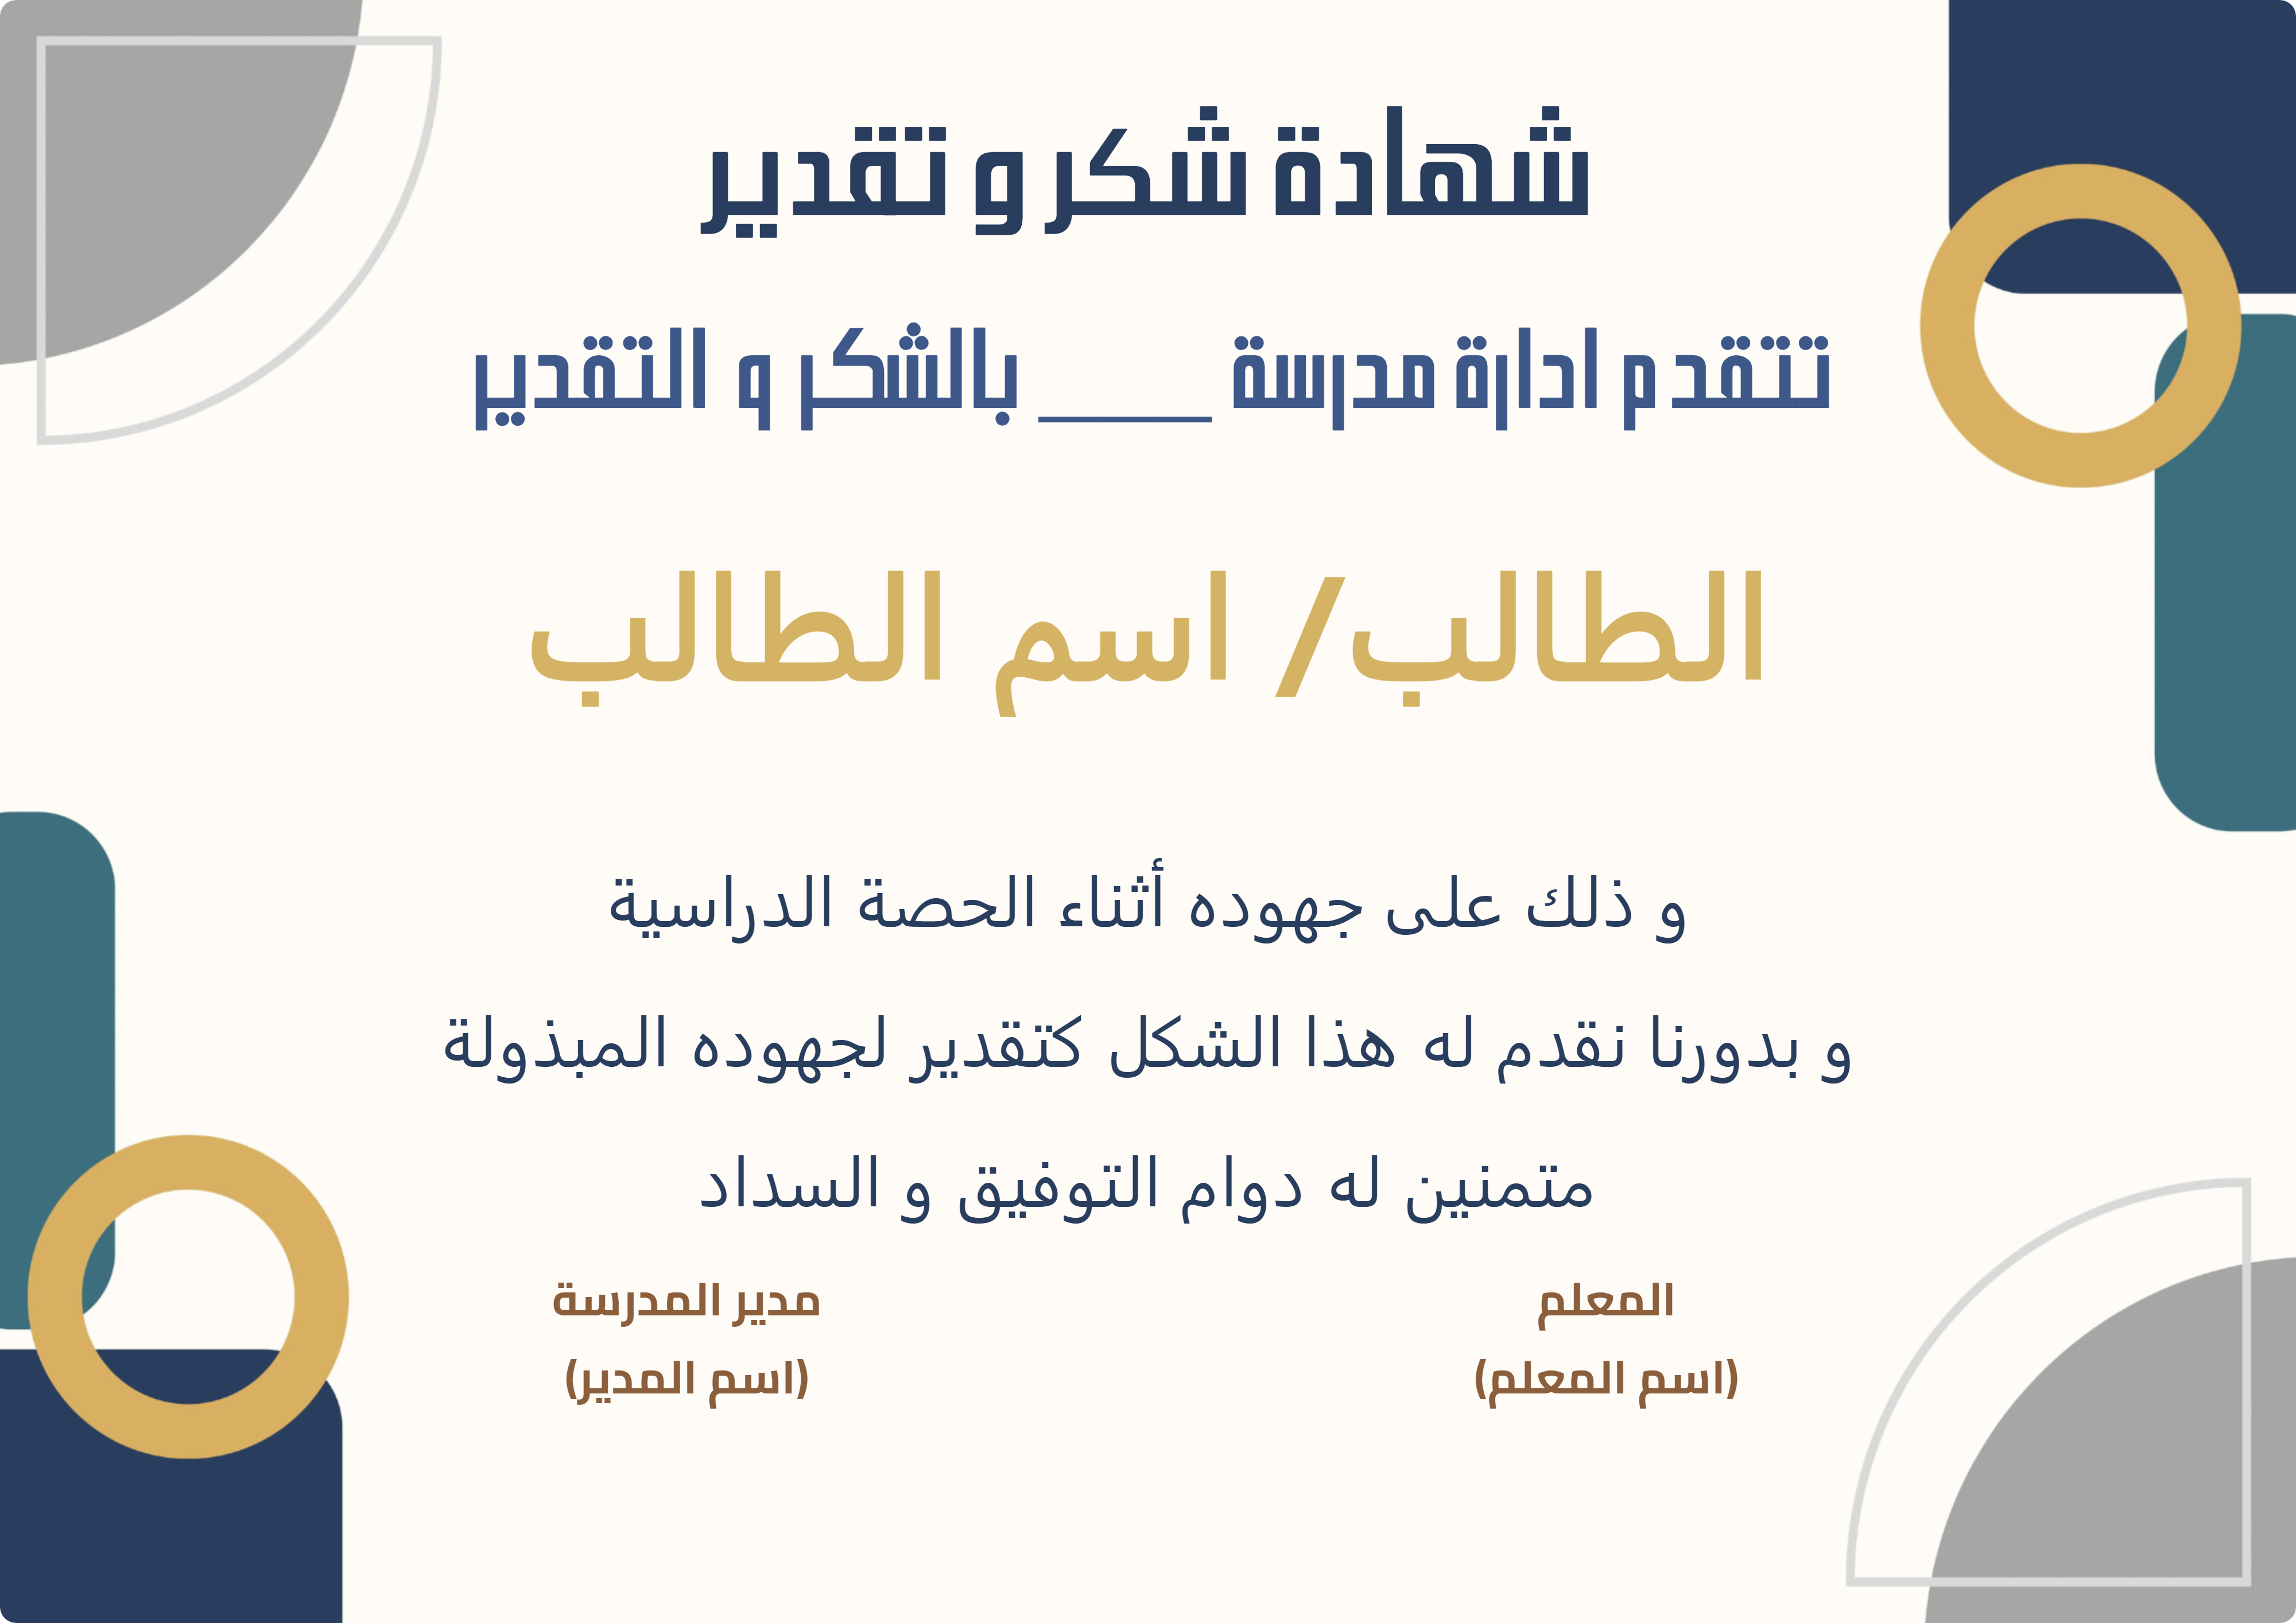 شهادة شكر و تقدير
تتقدم ادارة مدرسة ____ بالشكر و التقدير
الطالب/ اسم الطالب
و ذلك على جهوده أثناء الحصة الدراسية
و بدورنا نقدم له هذا الشكل كتقدير لجهوده المبذولة
متمنين له دوام التوفيق و السداد
المعلم
(اسم المعلم)
مدير المدرسة
(اسم المدير)